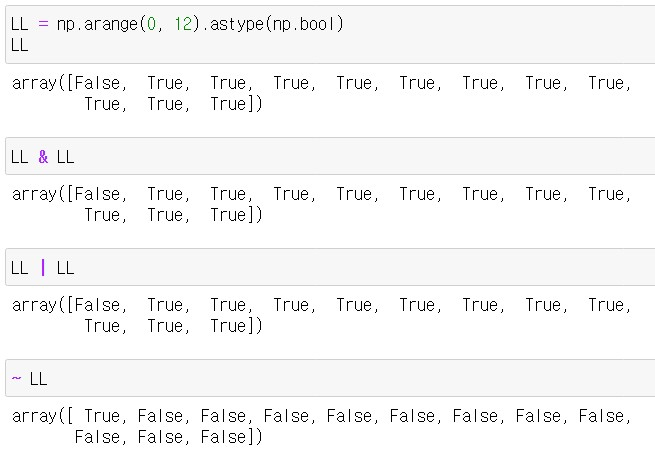 LL = np.arange(0, 12).astype(np.bool)
LL
array([False,  True,  True,  True,  True,  True,  True,  True,  True,
        True,  True,  True])
LL & LL
array([False,  True,  True,  True,  True,  True,  True,  True,  True,
        True,  True,  True])
LL | LL
array([False,  True,  True,  True,  True,  True,  True,  True,  True,
        True,  True,  True])
~ LL
array([ True, False, False, False, False, False, False, False, False,
       False, False, False])